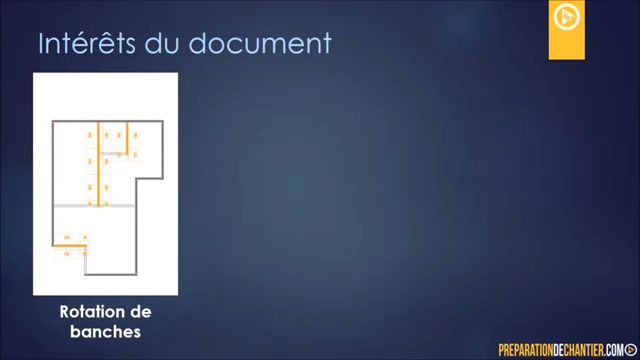 Intérêts du document
Rotation de
banches
PREPARATIONDECHANTIER.COM